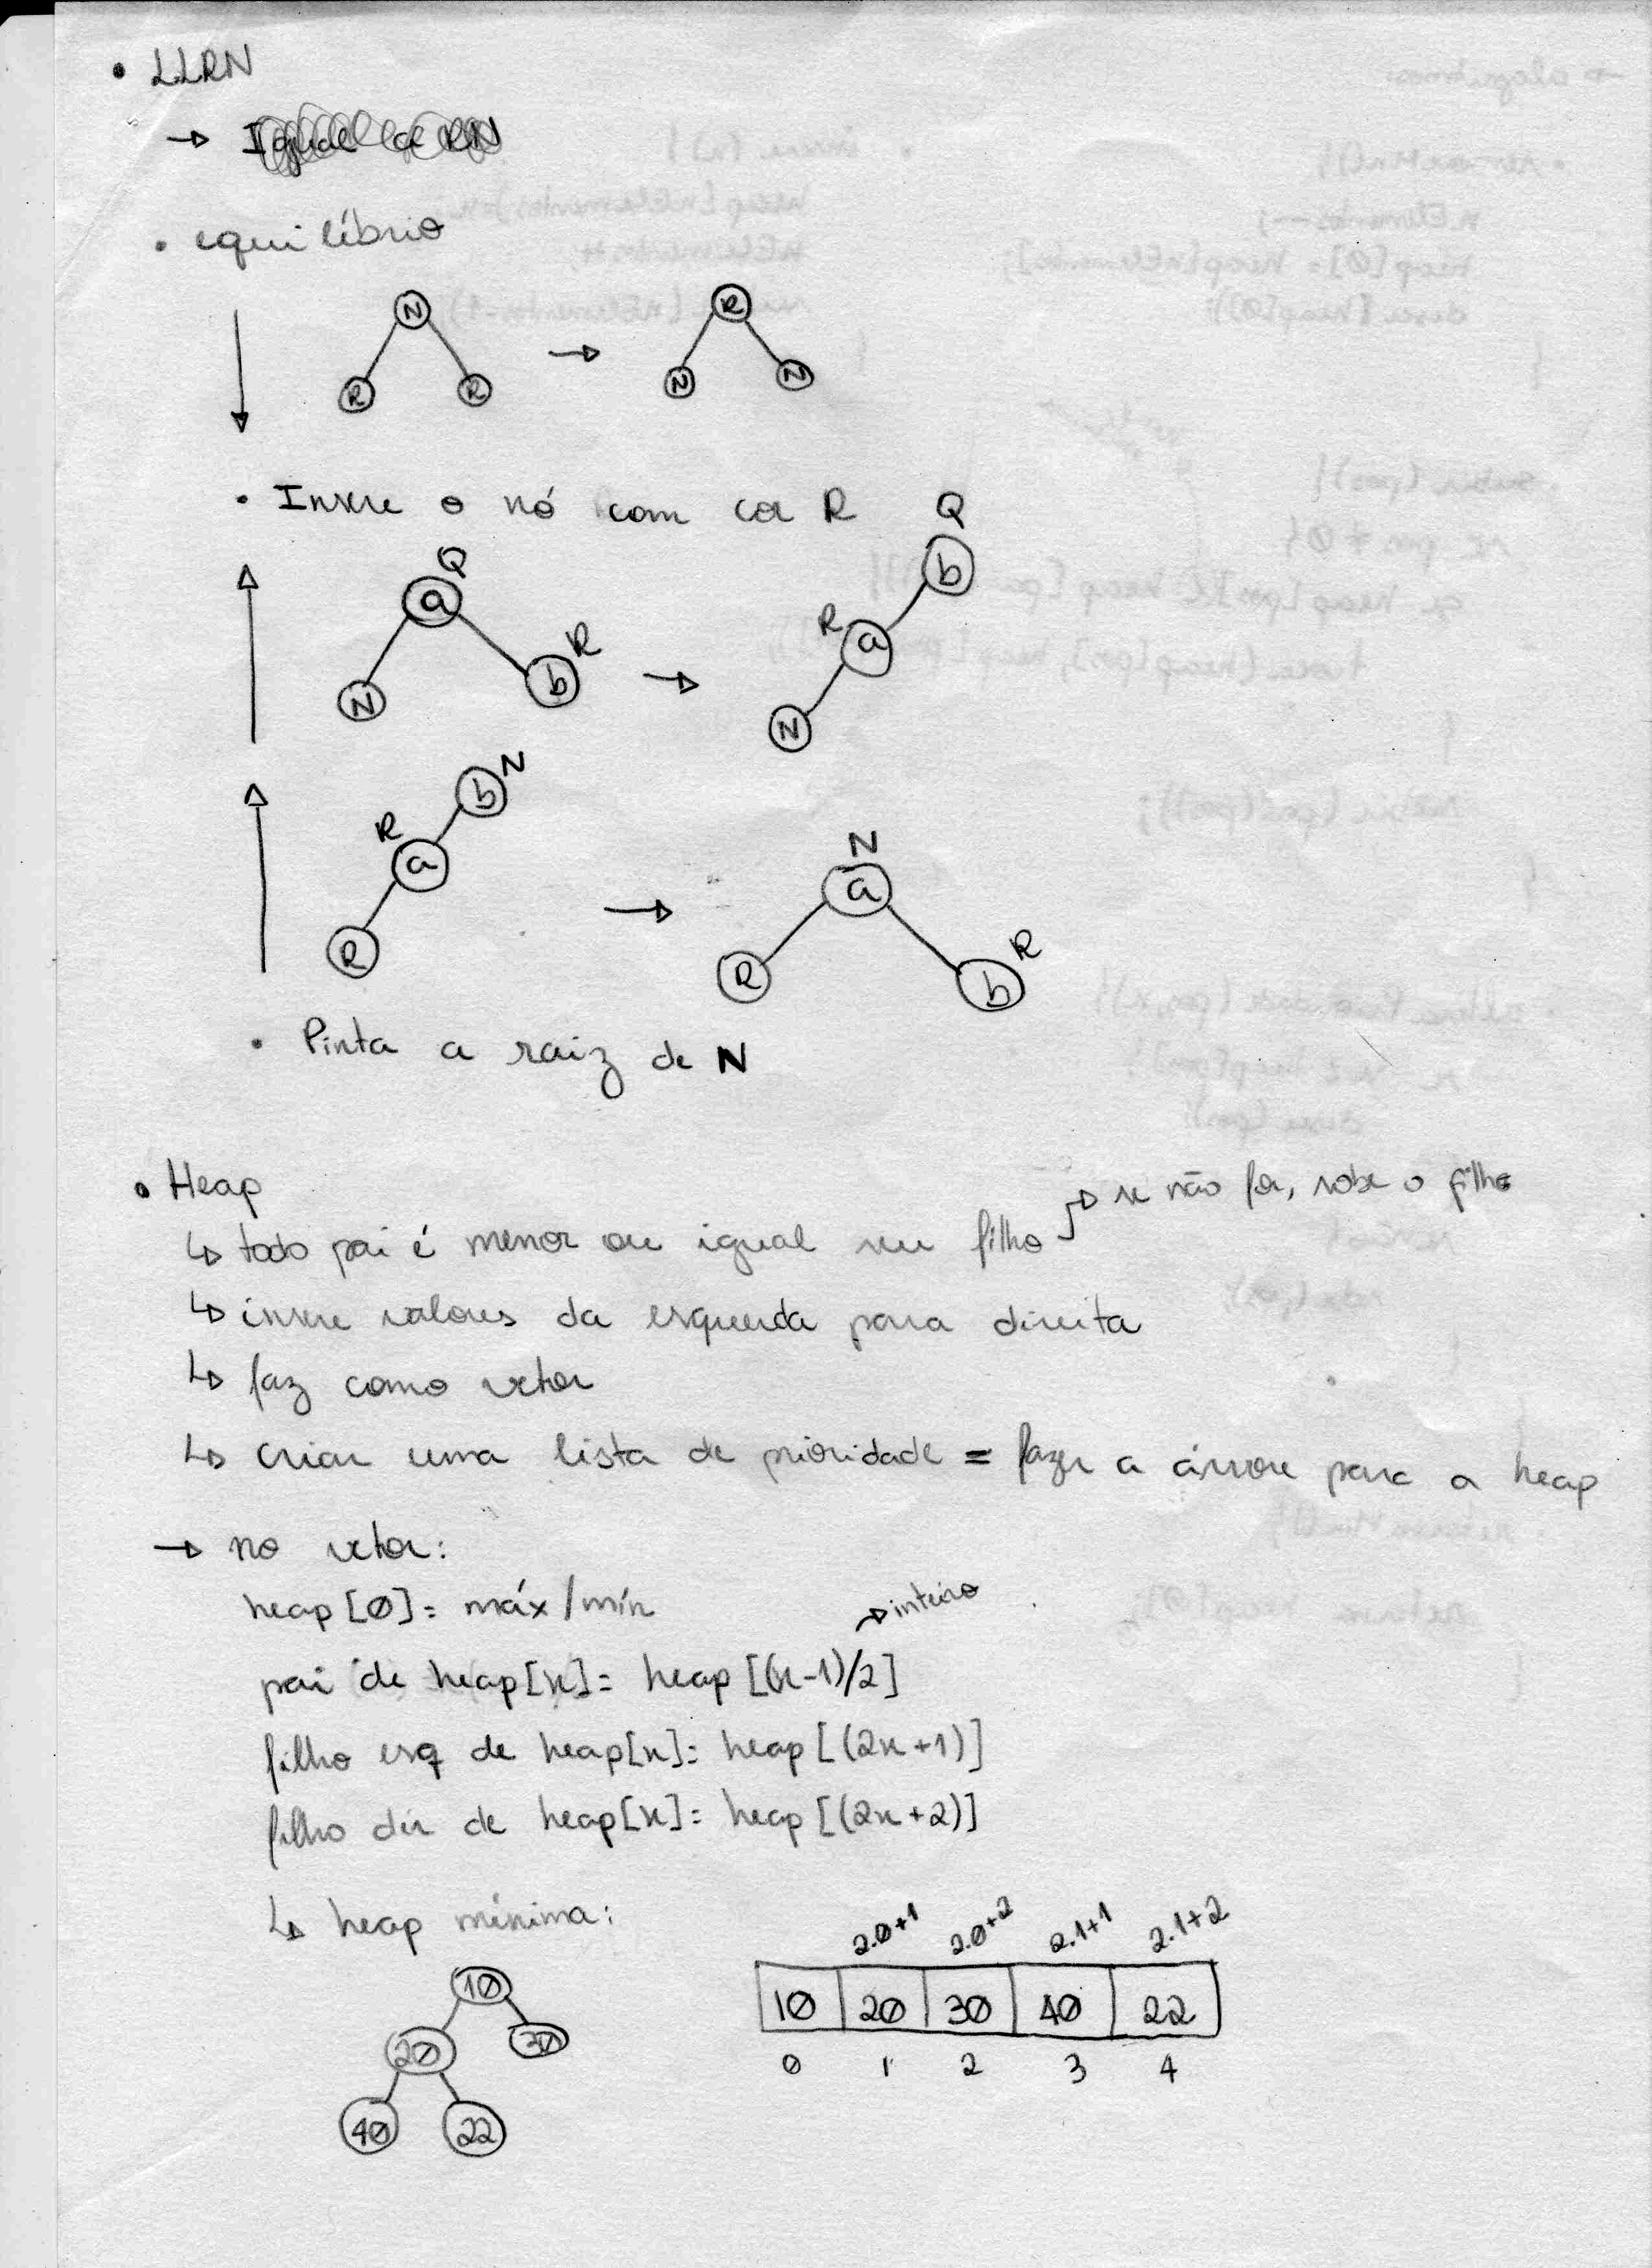 • LLRN
→ Igual a RN
• equilíbrio
N R
R R → N N
• Insere o nó com cor R
Q Q
a b
R R
N b → a
N
N
b N
R a
a → 
R R b R
• Pinta a raiz de N
• Heap
↳ todo pai é menor ou igual seu filho → se não for, sobe o filho
↳ insere valores da esquerda para direita
↳ faz como vetor
↳ criar uma lista de prioridade = fazer a árvore para a heap
→ no vetor:
heap[0] = máx/mín
→ inteiro
pai de heap[x] = heap[(x-1)/2]
filho esq de heap[x] = heap[(2x+1)]
filho dir de heap[x] = heap[(2x+2)]
↳ heap mínima:
2.0+1 2.0+2 2.1+1 2.1+2
10
20 30
40 22
10 20 30 40 22
0 1 2 3 4